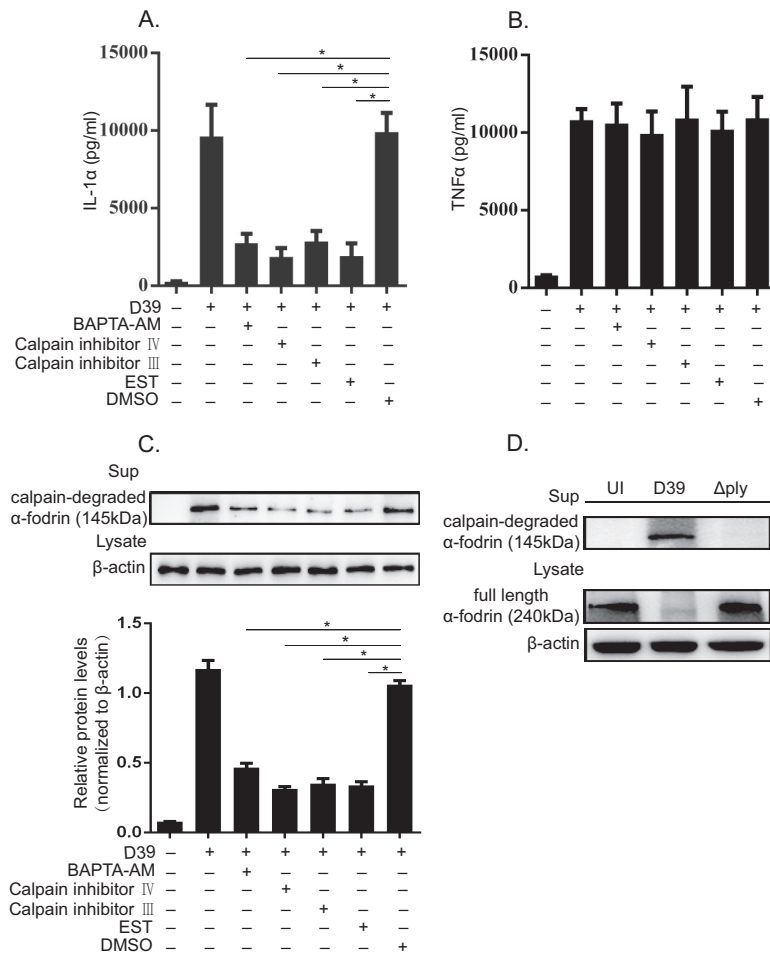 A.
*
*
*
*
15000
10000
5000
0
IL-1α (pg/ml)
D39 – + + + + + +
BAPTA-AM – – + – – – –
Calpain inhibitor Ⅳ – – – + – – –
Calpain inhibitor Ⅲ – – – – + – –
EST – – – – – + –
DMSO – – – – – – +
B.
15000
10000
5000
0
TNFα (pg/ml)
– + + + + + +
– – + – – – –
– – – + – – –
– – – – + – –
– – – – – + –
– – – – – – +
C.
Sup
calpain-degraded
α-fodrin (145kDa)
Lysate
β-actin
*
*
*
*
1.5
1.0
0.5
0.0
Relative protein levels
(normalized to β-actin)
D39 – + + + + + +
BAPTA-AM – – + – – – –
Calpain inhibitor Ⅳ – – – + – – –
Calpain inhibitor Ⅲ – – – – + – –
EST – – – – – + –
DMSO – – – – – – +
D.
Sup UI D39 Δply
calpain-degraded
α-fodrin (145kDa)
Lysate
full length
α-fodrin (240kDa)
β-actin